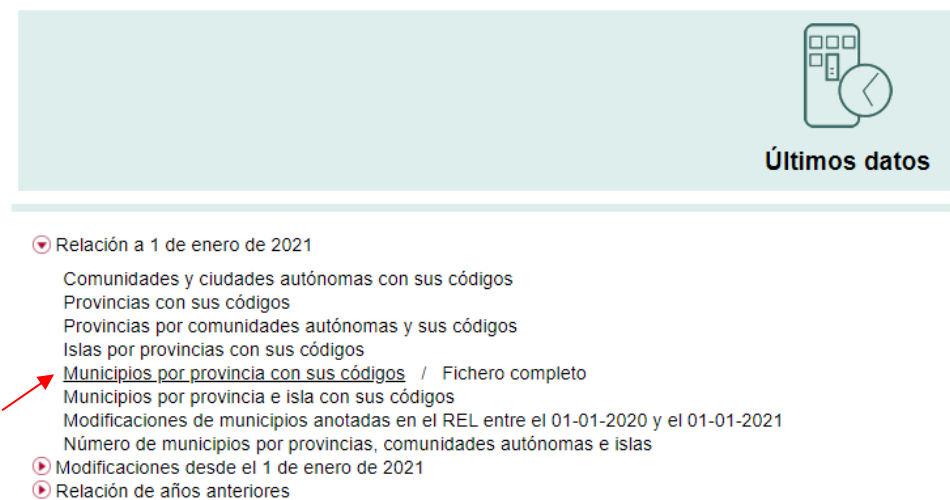 Últimos datos
Relación a 1 de enero de 2021
Comunidades y ciudades autónomas con sus códigos
Provincias con sus códigos
Provincias por comunidades autónomas y sus códigos
Islas por provincias con sus códigos
Municipios por provincia con sus códigos / Fichero completo
Municipios por provincia e isla con sus códigos
Modificaciones de municipios anotadas en el REL entre el 01-01-2020 y el 01-01-2021
Número de municipios por provincias, comunidades autónomas e islas
Modificaciones desde el 1 de enero de 2021
Relación de años anteriores